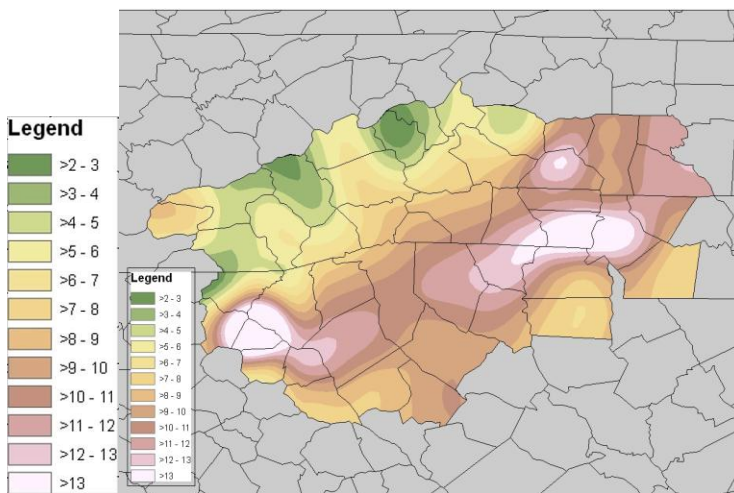 Legend
>2 - 3
>3 - 4
>4 - 5
>5 - 6
>6 - 7
>7 - 8
>8 - 9
>9 - 10
>10 - 11
>11 - 12
>12 - 13
>13
Legend
>2 - 3
>3 - 4
>4 - 5
>5 - 6
>6 - 7
>7 - 8
>8 - 9
>9 - 10
>10 - 11
>11 - 12
>12 - 13
>13